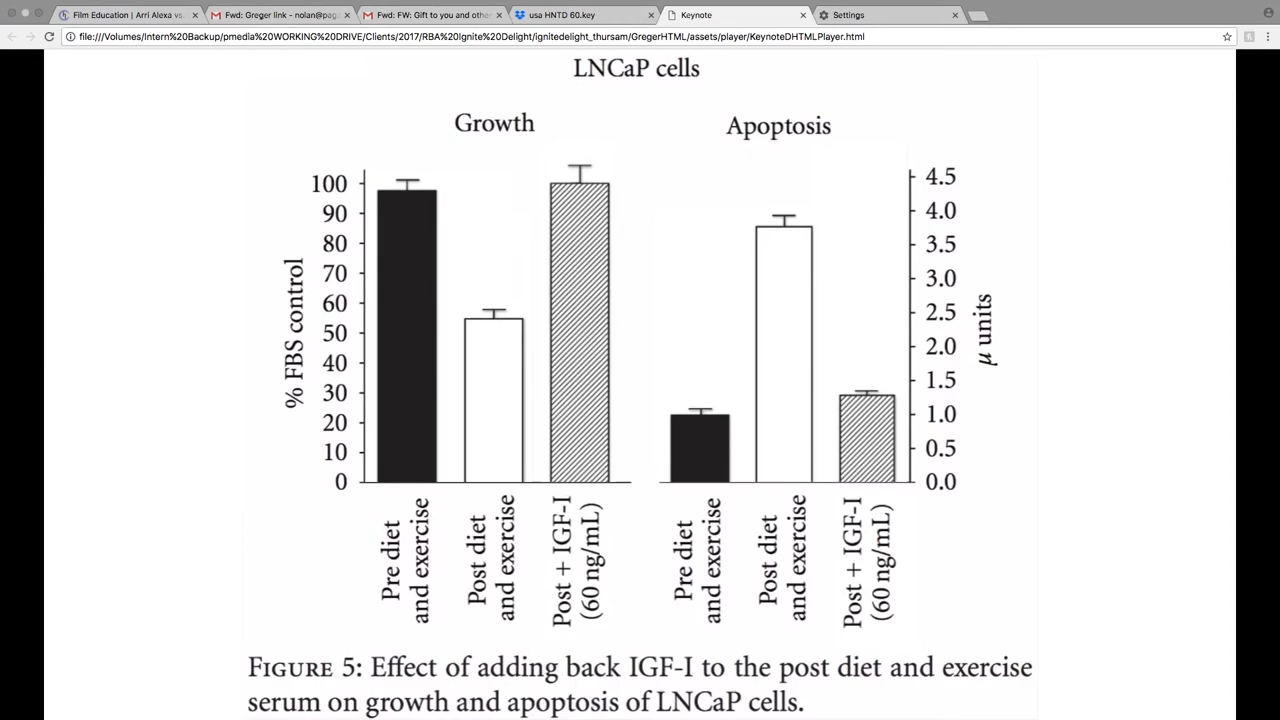 Film Education | Arri Alexa vs.
Fwd: Greger link - nolan@pag
Fwd: FW: Gift to you and othe
usa HNTD 60.key
Keynote
Settings
file:///Volumes/Intern%20Backup/pmedia%20WORKING%20DRIVE/Clients/2017/RBA%20Ignite%20Delight/ignitedelight_thursam/GregerHTML/assets/player/KeynoteDHTMLPlayer.html
LNCaP cells
Growth
% FBS control
100
90
80
70
60
50
40
30
20
10
0
Pre diet
and exercise
Post diet
and exercise
Post + IGF-I
(60 ng/mL)
Apoptosis
4.5
4.0
3.5
3.0
2.5
2.0
1.5
1.0
0.5
0.0
μ units
Pre diet
and exercise
Post diet
and exercise
Post + IGF-I
(60 ng/mL)
FIGURE 5: Effect of adding back IGF-I to the post diet and exercise
serum on growth and apoptosis of LNCaP cells.